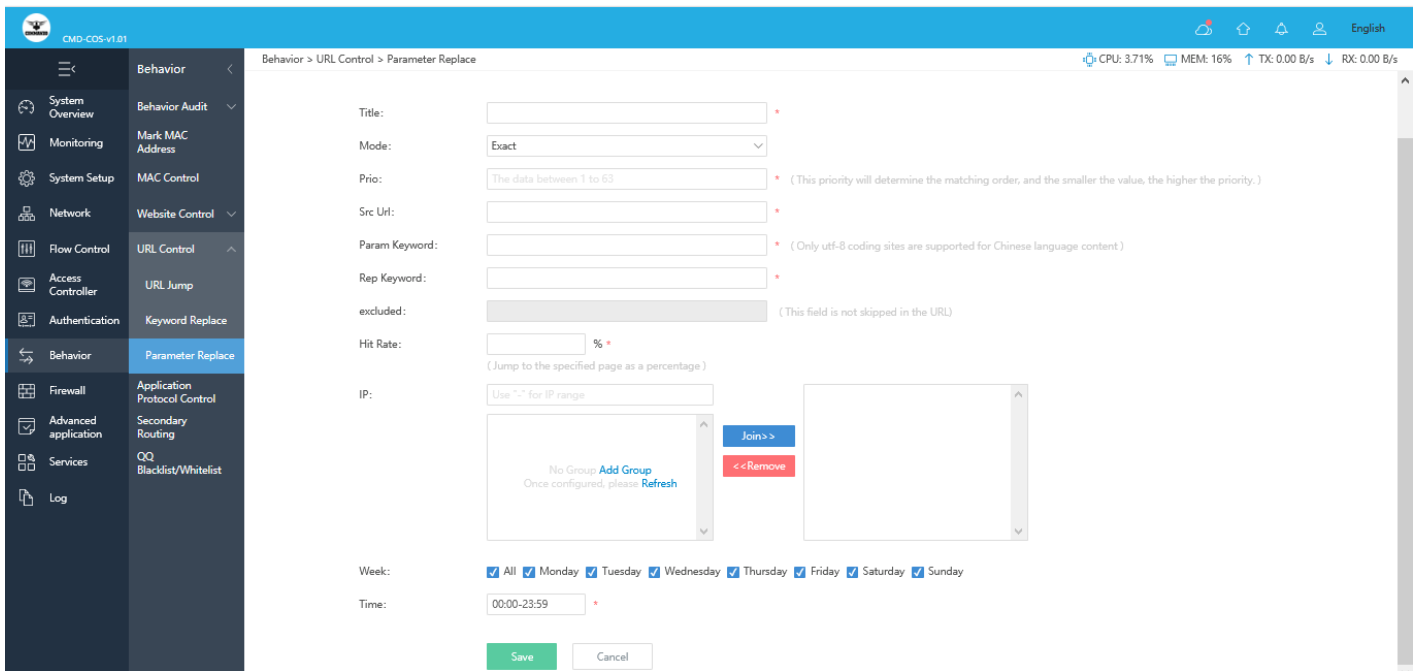 COMMANDO
CMD-COS-v1.01
English
Behavior
Behavior > URL Control > Parameter Replace
CPU: 3.71%
MEM: 16%
TX: 0.00 B/s
RX: 0.00 B/s
System
Overview
Monitoring
System Setup
Network
Flow Control
Access
Controller
Authentication
Behavior
Firewall
Advanced
application
Services
Log
Behavior Audit
Mark MAC
Address
MAC Control
Website Control
URL Control
URL Jump
Keyword Replace
Parameter Replace
Application
Protocol Control
Secondary
Routing
QQ
Blacklist/Whitelist
Title:
*
Mode:
Exact
Prio:
The data between 1 to 63
* ( This priority will determine the matching order, and the smaller the value, the higher the priority. )
Src Url:
*
Param Keyword:
* ( Only utf-8 coding sites are supported for Chinese language content )
Rep Keyword:
*
excluded:
( This field is not skipped in the URL)
Hit Rate:
% *
( Jump to the specified page as a percentage )
IP:
Use "-" for IP range
No Group Add Group
Once configured, please Refresh
Join>>
<<Remove
Week:
All Monday Tuesday Wednesday Thursday Friday Saturday Sunday
Time:
00:00-23:59
*
Save
Cancel